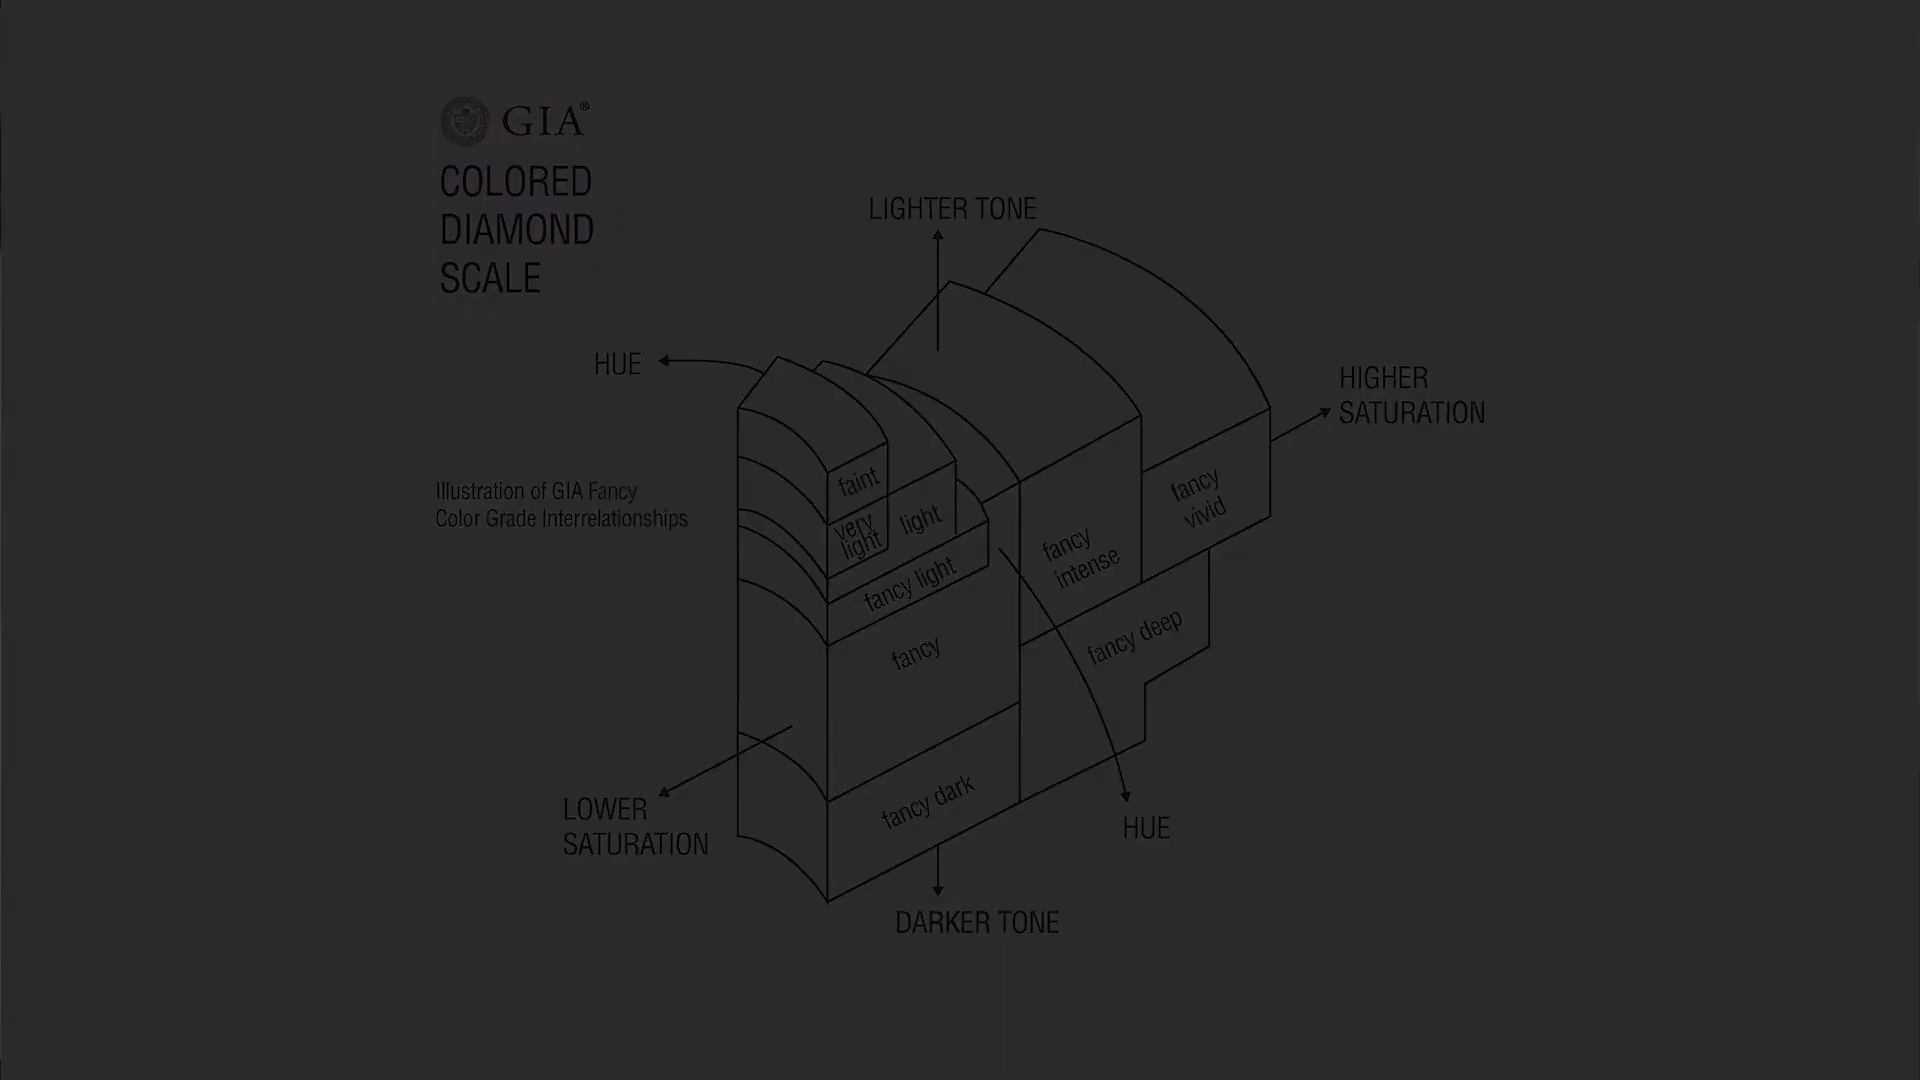 GIA®
COLORED
DIAMOND
SCALE
LIGHTER TONE
HUE
HIGHER
SATURATION
Illustration of GIA Fancy
Color Grade Interrelationships
faint
very
light
light
fancy light
fancy
fancy
intense
fancy
vivid
fancy deep
fancy dark
LOWER
SATURATION
HUE
DARKER TONE